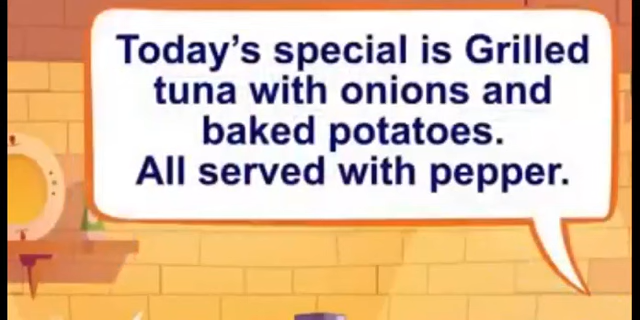 Today’s special is Grilled
tuna with onions and
baked potatoes.
All served with pepper.